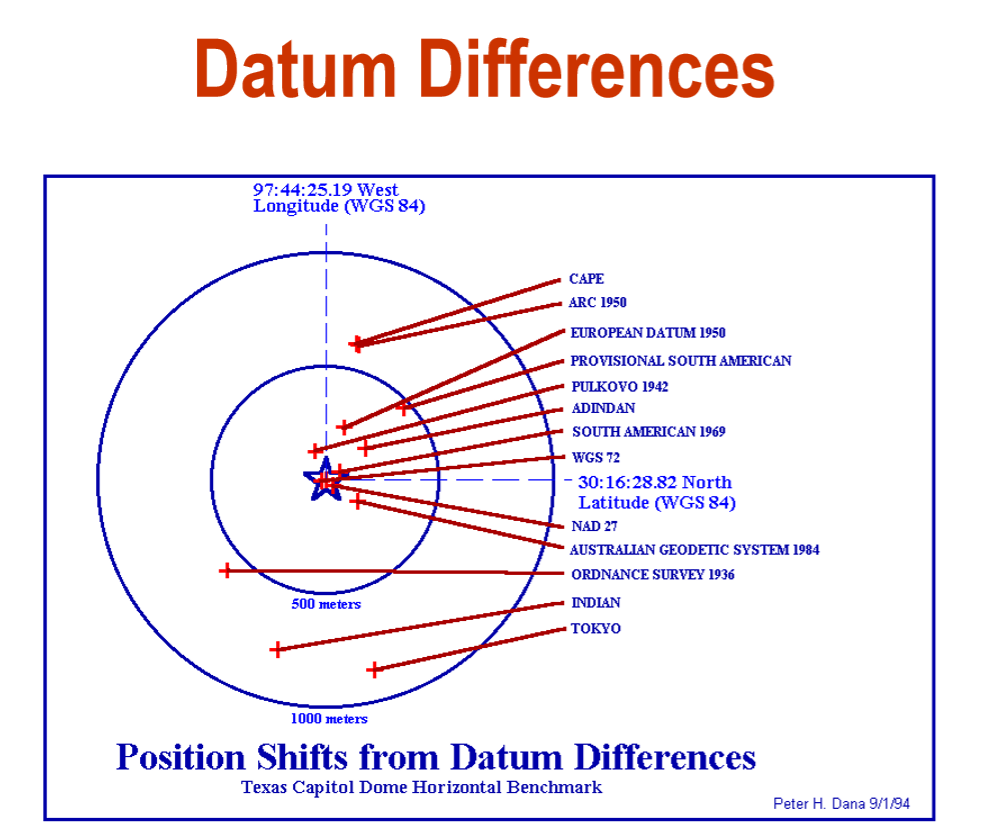 Datum Differences
97:44:25.19 West
Longitude (WGS 84)
CAPE
ARC 1950
EUROPEAN DATUM 1950
PROVISIONAL SOUTH AMERICAN
PULKOVO 1942
ADINDAN
SOUTH AMERICAN 1969
WGS 72
30:16:28.82 North
Latitude (WGS 84)
NAD 27
AUSTRALIAN GEODETIC SYSTEM 1984
ORDNANCE SURVEY 1936
500 meters
INDIAN
TOKYO
1000 meters
Position Shifts from Datum Differences
Texas Capitol Dome Horizontal Benchmark
Peter H. Dana 9/1/94